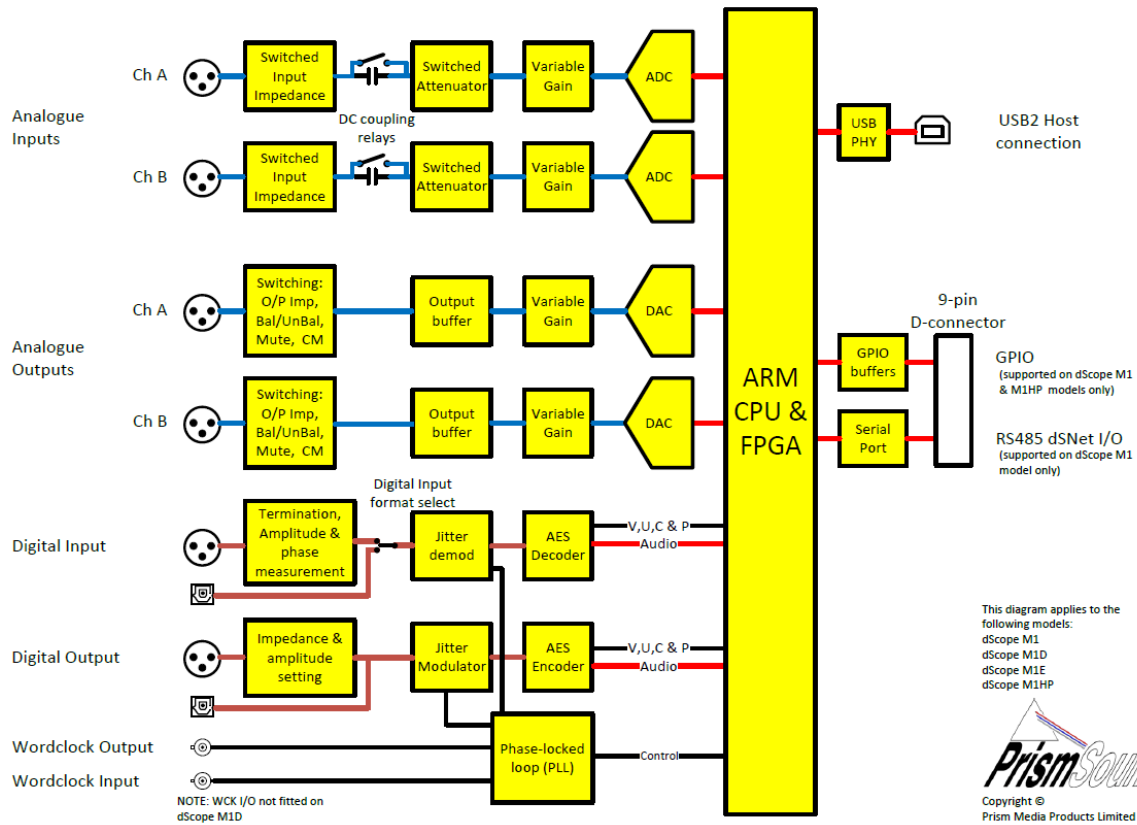 Analogue
Inputs
Ch A
Switched
Input
Impedance
DC coupling
relays
Switched
Attenuator
Variable
Gain
ADC
Ch B
Switched
Input
Impedance
Switched
Attenuator
Variable
Gain
ADC
Analogue
Outputs
Ch A
Switching:
O/P Imp,
Bal/UnBal,
Mute, CM
Output
buffer
Variable
Gain
DAC
Ch B
Switching:
O/P Imp,
Bal/UnBal,
Mute, CM
Output
buffer
Variable
Gain
DAC
Digital Input
Termination,
Amplitude &
phase
measurement
Digital Input
format select
Jitter
demod
AES
Decoder
V,U,C & P
Audio
Digital Output
Impedance &
amplitude
setting
Jitter
Modulator
AES
Encoder
V,U,C & P
Audio
Wordclock Output
Wordclock Input
Phase-locked
loop (PLL)
Control
NOTE: WCK I/O not fitted on
dScope M1D
ARM
CPU &
FPGA
USB
PHY
USB2 Host
connection
9-pin
D-connector
GPIO
buffers
GPIO
(supported on dScope M1
& M1HP models only)
Serial
Port
RS485 dSNet I/O
(supported on dScope M1
model only)
This diagram applies to the
following models:
dScope M1
dScope M1D
dScope M1E
dScope M1HP
PrismSoun
Copyright ©
Prism Media Products Limited